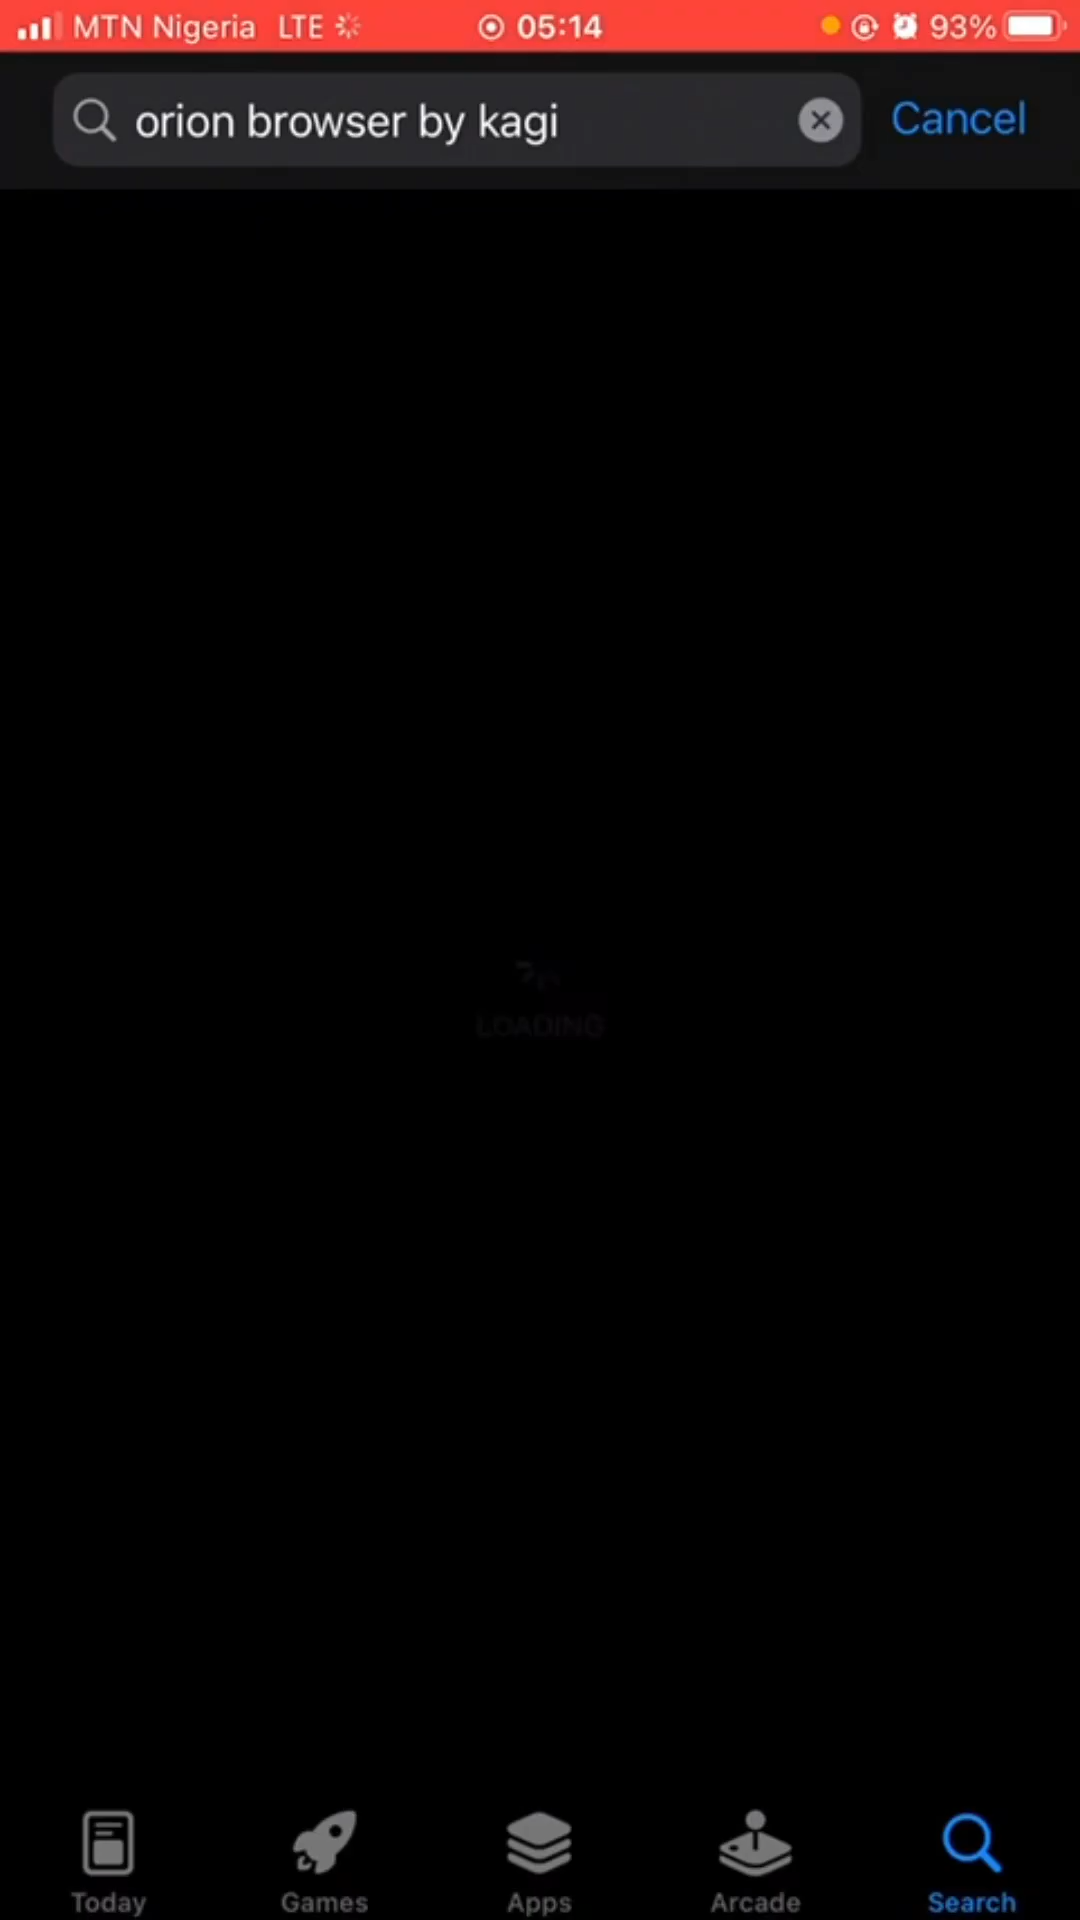 MTN Nigeria LTE 05:14 93%
orion browser by kagi Cancel
LOADING
Today Games Apps Arcade Search